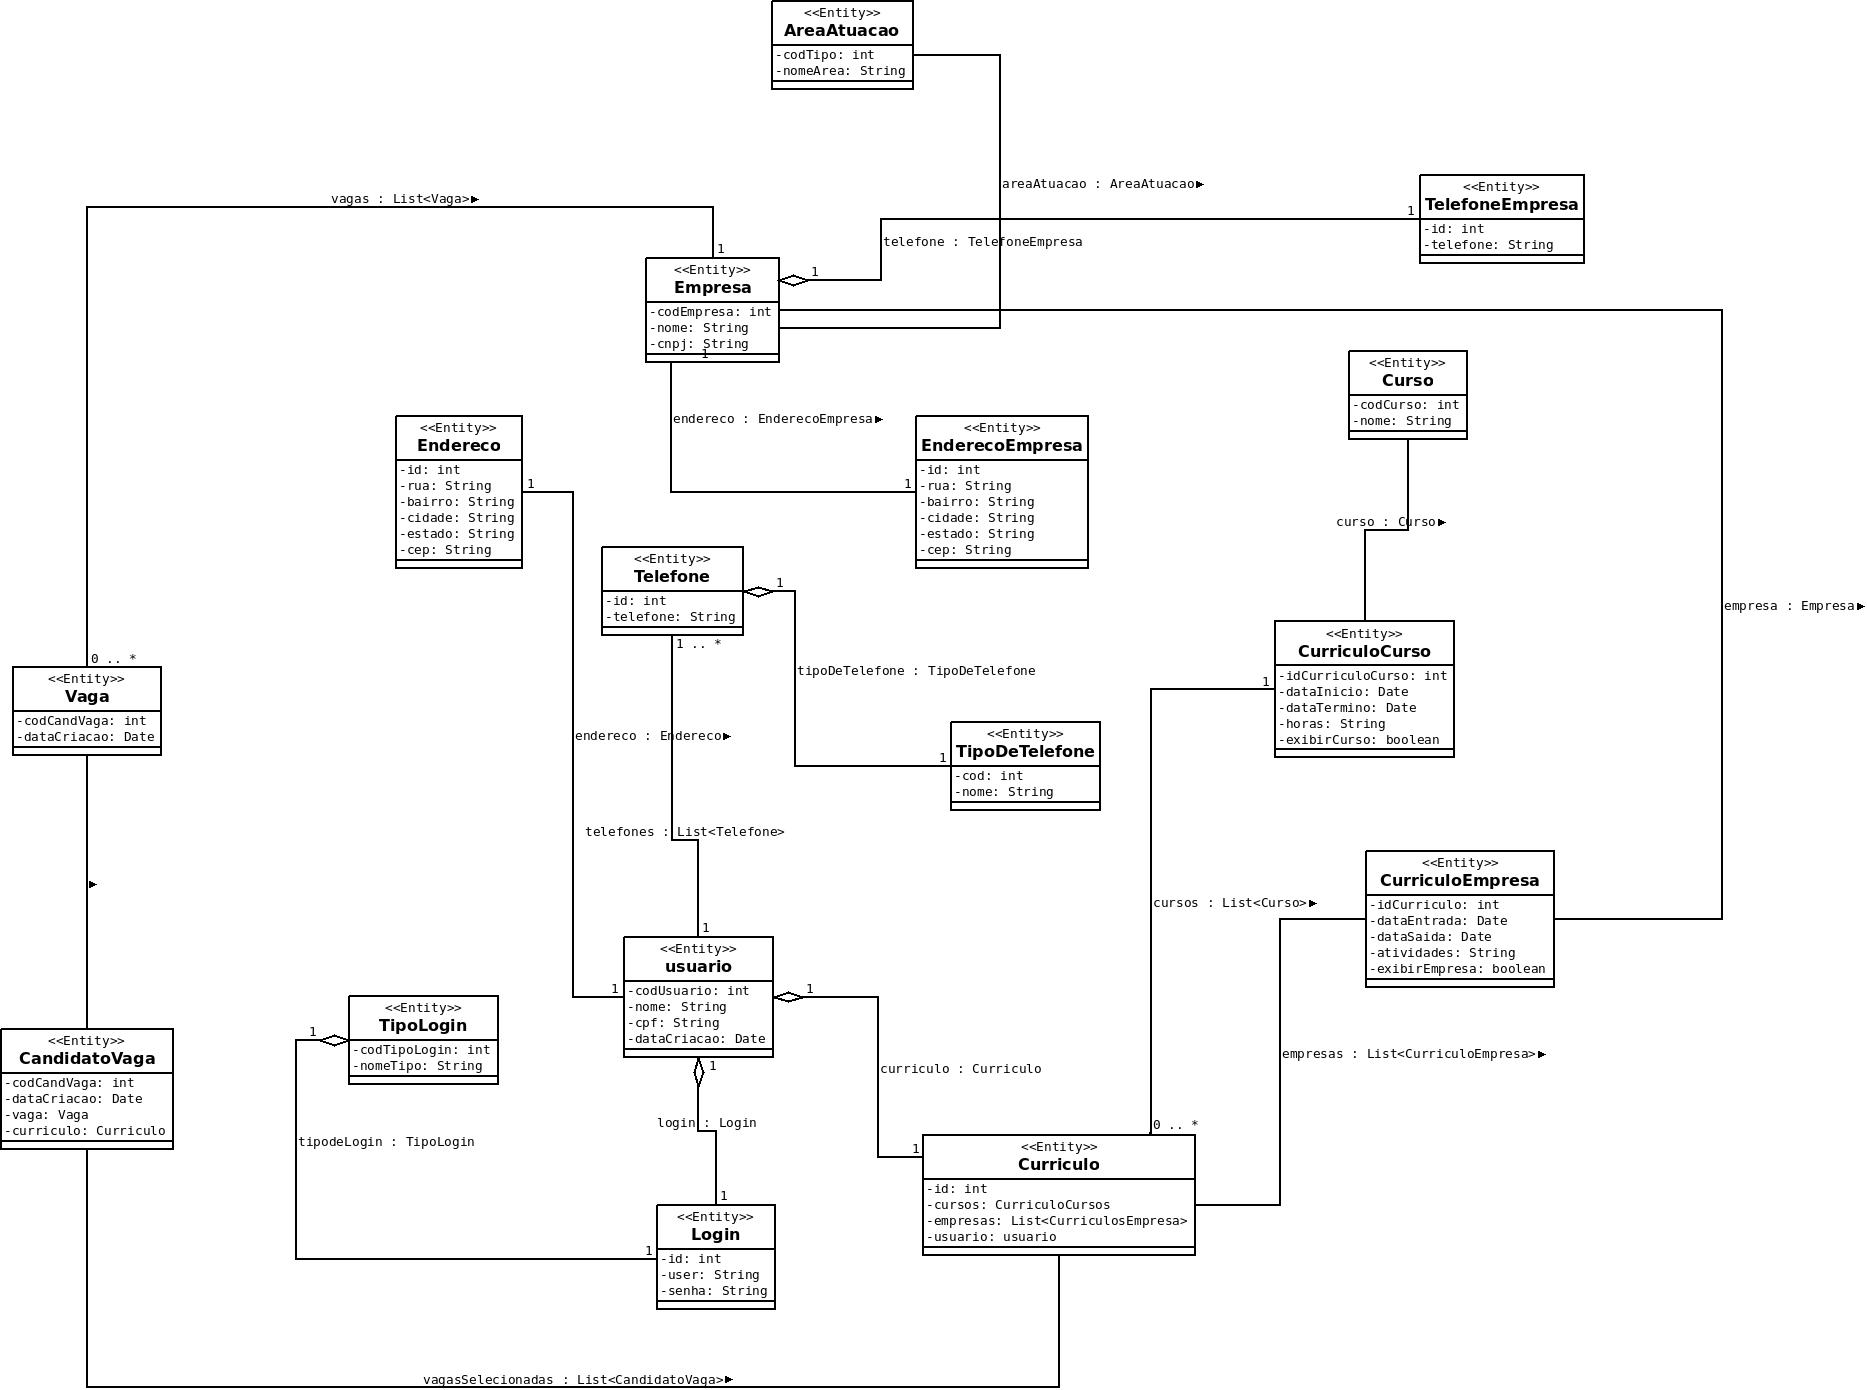 <<Entity>>
AreaAtuacao
-codTipo: int
-nomeArea: String
areaAtuacao : AreaAtuacao▶
<<Entity>>
TelefoneEmpresa
-id: int
-telefone: String
1
telefone : TelefoneEmpresa
1
vagas : List<Vaga>▶
1
<<Entity>>
Empresa
-codEmpresa: int
-nome: String
-cnpj: String
1
endereco : EnderecoEmpresa▶
1
<<Entity>>
Curso
-codCurso: int
-nome: String
curso : Curso▶
<<Entity>>
Endereco
-id: int
-rua: String
-bairro: String
-cidade: String
-estado: String
-cep: String
1
<<Entity>>
EnderecoEmpresa
-id: int
-rua: String
-bairro: String
-cidade: String
-estado: String
-cep: String
<<Entity>>
Telefone
-id: int
-telefone: String
1
1 .. *
tipoDeTelefone : TipoDeTelefone
empresa : Empresa▶
0 .. *
<<Entity>>
Vaga
-codCandVaga: int
-dataCriacao: Date
▶
<<Entity>>
CurriculoCurso
-idCurriculoCurso: int
-dataInicio: Date
-dataTermino: Date
-horas: String
-exibirCurso: boolean
1
endereco : Endereco▶
1
<<Entity>>
TipoDeTelefone
-cod: int
-nome: String
telefones : List<Telefone>
1
<<Entity>>
CurriculoEmpresa
-idCurriculo: int
-dataEntrada: Date
-dataSaida: Date
-atividades: String
-exibirEmpresa: boolean
cursos : List<Curso>▶
<<Entity>>
usuario
-codUsuario: int
-nome: String
-cpf: String
-dataCriacao: Date
1
1
1
<<Entity>>
TipoLogin
-codTipoLogin: int
-nomeTipo: String
1
<<Entity>>
CandidatoVaga
-codCandVaga: int
-dataCriacao: Date
-vaga: Vaga
-curriculo: Curriculo
empresas : List<CurriculoEmpresa>▶
curriculo : Curriculo
login : Login
tipodeLogin : TipoLogin
0 .. *
1
<<Entity>>
Curriculo
-id: int
-cursos: CurriculoCursos
-empresas: List<CurriculosEmpresa>
-usuario: usuario
1
1
<<Entity>>
Login
-id: int
-user: String
-senha: String
vagasSelecionadas : List<CandidatoVaga>▶